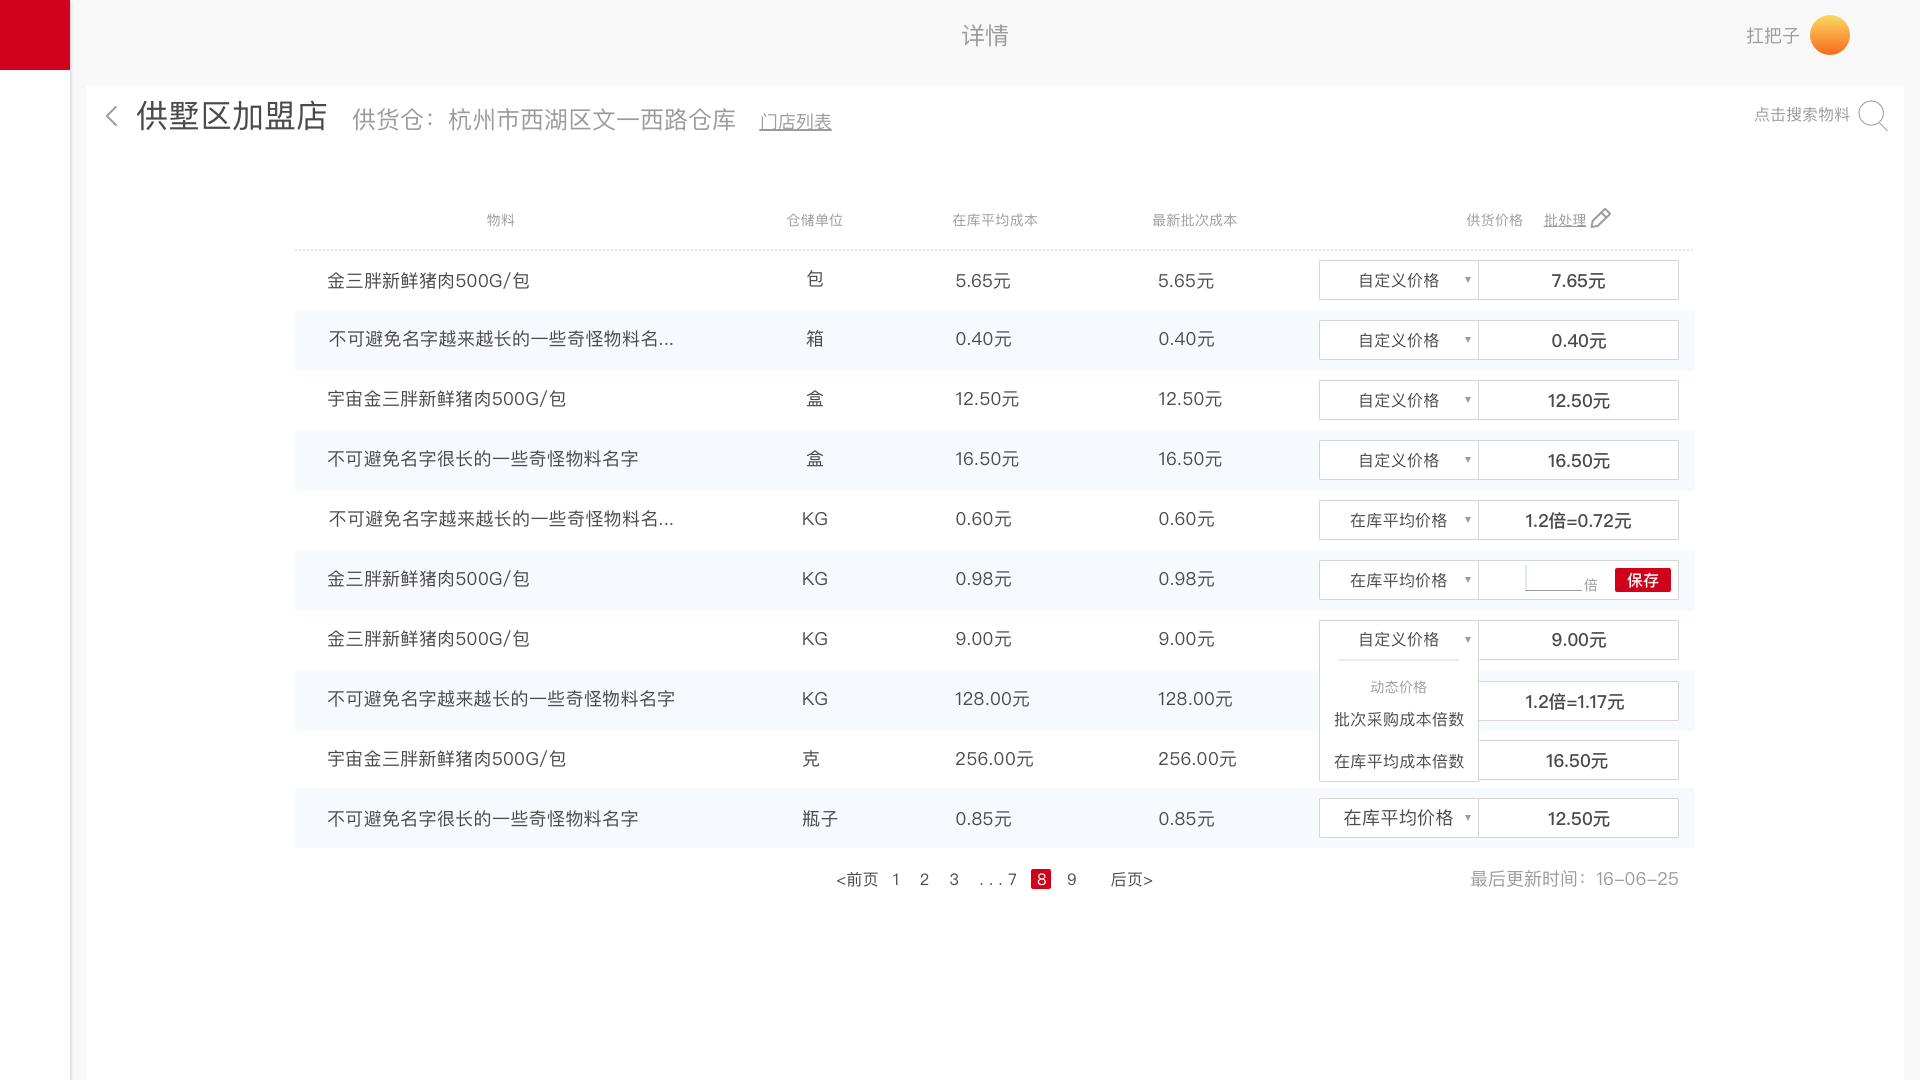 详情
扛把子
供墅区加盟店 供货仓：杭州市西湖区文一西路仓库 门店列表 点击搜索物料
物料 仓储单位 在库平均成本 最新批次成本 供货价格 批处理
金三胖新鲜猪肉500G/包 包 5.65元 5.65元 自定义价格 7.65元
不可避免名字越来越长的一些奇怪物料名... 箱 0.40元 0.40元 自定义价格 0.40元
宇宙金三胖新鲜猪肉500G/包 盒 12.50元 12.50元 自定义价格 12.50元
不可避免名字很长的一些奇怪物料名字 盒 16.50元 16.50元 自定义价格 16.50元
不可避免名字越来越长的一些奇怪物料名... KG 0.60元 0.60元 在库平均价格 1.2倍=0.72元
金三胖新鲜猪肉500G/包 KG 0.98元 0.98元 在库平均价格 倍 保存
金三胖新鲜猪肉500G/包 KG 9.00元 9.00元 自定义价格 9.00元
动态价格
不可避免名字越来越长的一些奇怪物料名字 KG 128.00元 128.00元 1.2倍=1.17元
批次采购成本倍数
宇宙金三胖新鲜猪肉500G/包 克 256.00元 256.00元 在库平均成本倍数 16.50元
不可避免名字很长的一些奇怪物料名字 瓶子 0.85元 0.85元 在库平均价格 12.50元
<前页 1 2 3 ...7 8 9 后页> 最后更新时间：16-06-25